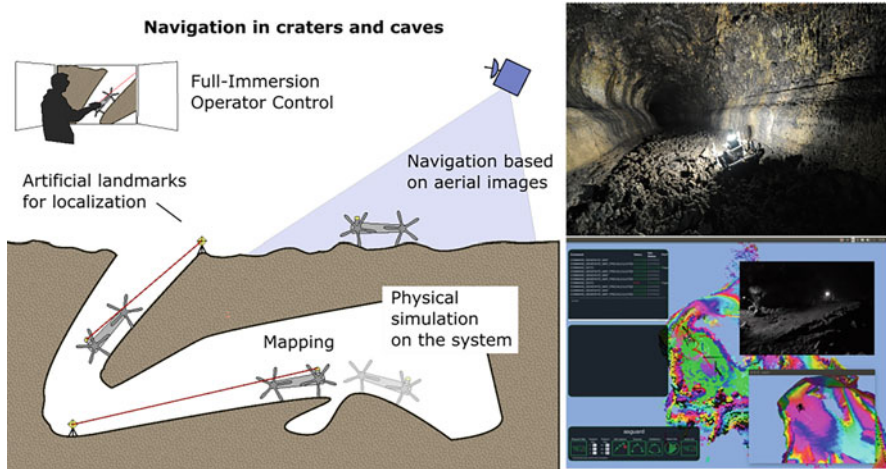 Navigation in craters and caves
Full-Immersion
Operator Control
Navigation based
on aerial images
Artificial landmarks
for localization
Physical
simulation
on the system
Mapping
asguard